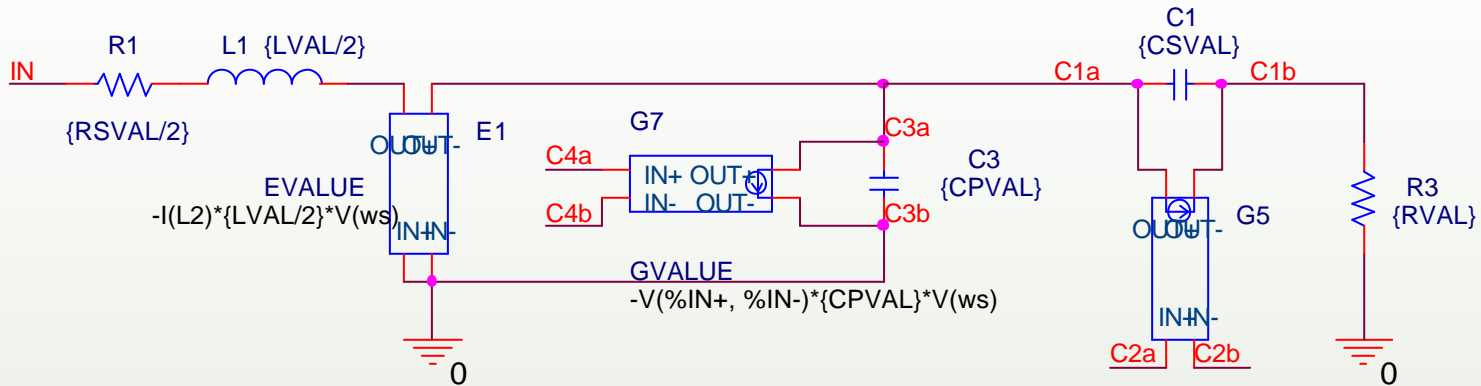 C1
{CSVAL}
R1
L1
{LVAL/2}
IN
C1a
C1b
{RSVAL/2}
OUT+
OUT-
E1
G7
C3a
C4a
IN+
OUT+
C3
{CPVAL}
EVALUE
-I(L2)*{LVAL/2}*V(ws)
IN-
OUT-
C4b
C3b
R3
{RVAL}
IN+
IN-
OUT+
OUT-
G5
GVALUE
-V(%IN+, %IN-)*{CPVAL}*V(ws)
IN+
IN-
C2a
C2b
0
0